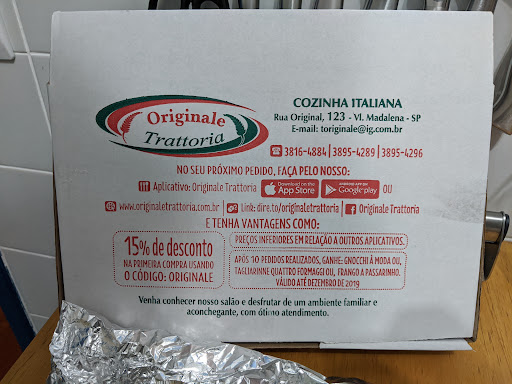 Originale
Trattoria
COZINHA ITALIANA
Rua Original, 123 - Vl. Madalena - SP
E-mail: toriginale@ig.com.br
3816-4884 | 3895-4289 | 3895-4296
NO SEU PRÓXIMO PEDIDO, FAÇA PELO NOSSO:
Aplicativo: Originale Trattoria
Download on the
App Store
ANDROID APP ON
Google play
OU
www.originaletrattoria.com.br | Link: dire.to/originaletrattoria | Originale Trattoria
E TENHA VANTAGENS COMO:
15% de desconto
NA PRIMEIRA COMPRA USANDO
O CÓDIGO: ORIGINALE
PREÇOS INFERIORES EM RELAÇÃO A OUTROS APLICATIVOS.
APÓS 10 PEDIDOS REALIZADOS, GANHE: GNOCCHI À MODA OU,
TAGLIARINNE QUATTRO FORMAGGI OU, FRANGO A PASSARINHO.
VÁLIDO ATÉ DEZEMBRO DE 2019
Venha conhecer nosso salão e desfrutar de um ambiente familiar e
aconchegante, com ótimo atendimento.